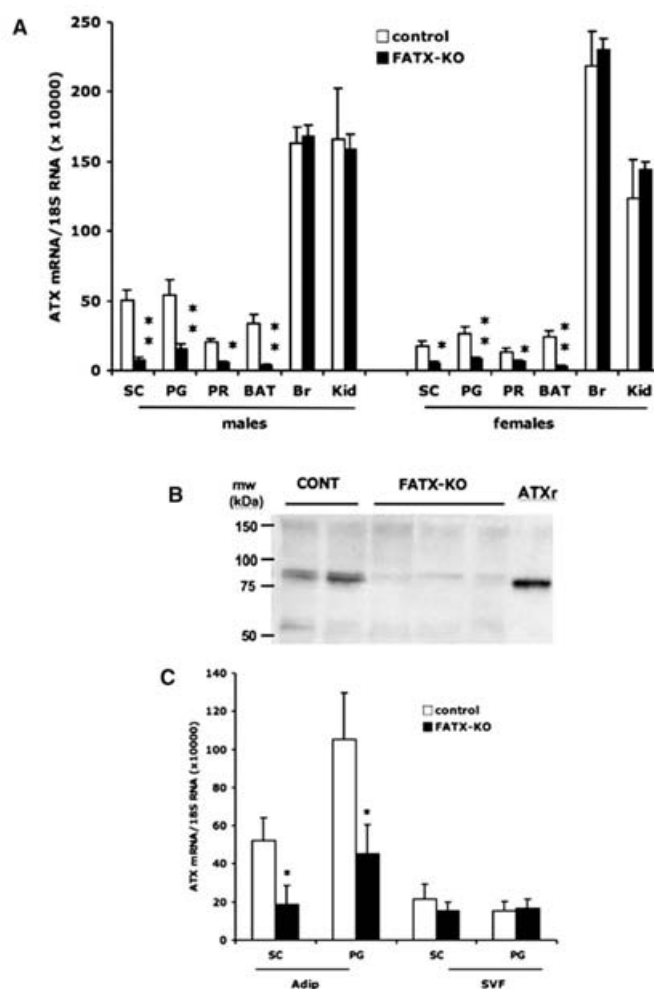 A
250
200
150
100
50
0
ATX mRNA/18S RNA (x 10000)
control
FATX-KO
* *
* *
*
* *
*
* *
*
* *
SC PG PR BAT Br Kid SC PG PR BAT Br Kid
males females
B
mw
(kDa)
CONT FATX-KO ATXr
150
100
75
50
C
140
120
100
80
60
40
20
0
ATX mRNA/18S RNA (x10000)
control
FATX-KO
*
*
SC PG SC PG
Adip SVF